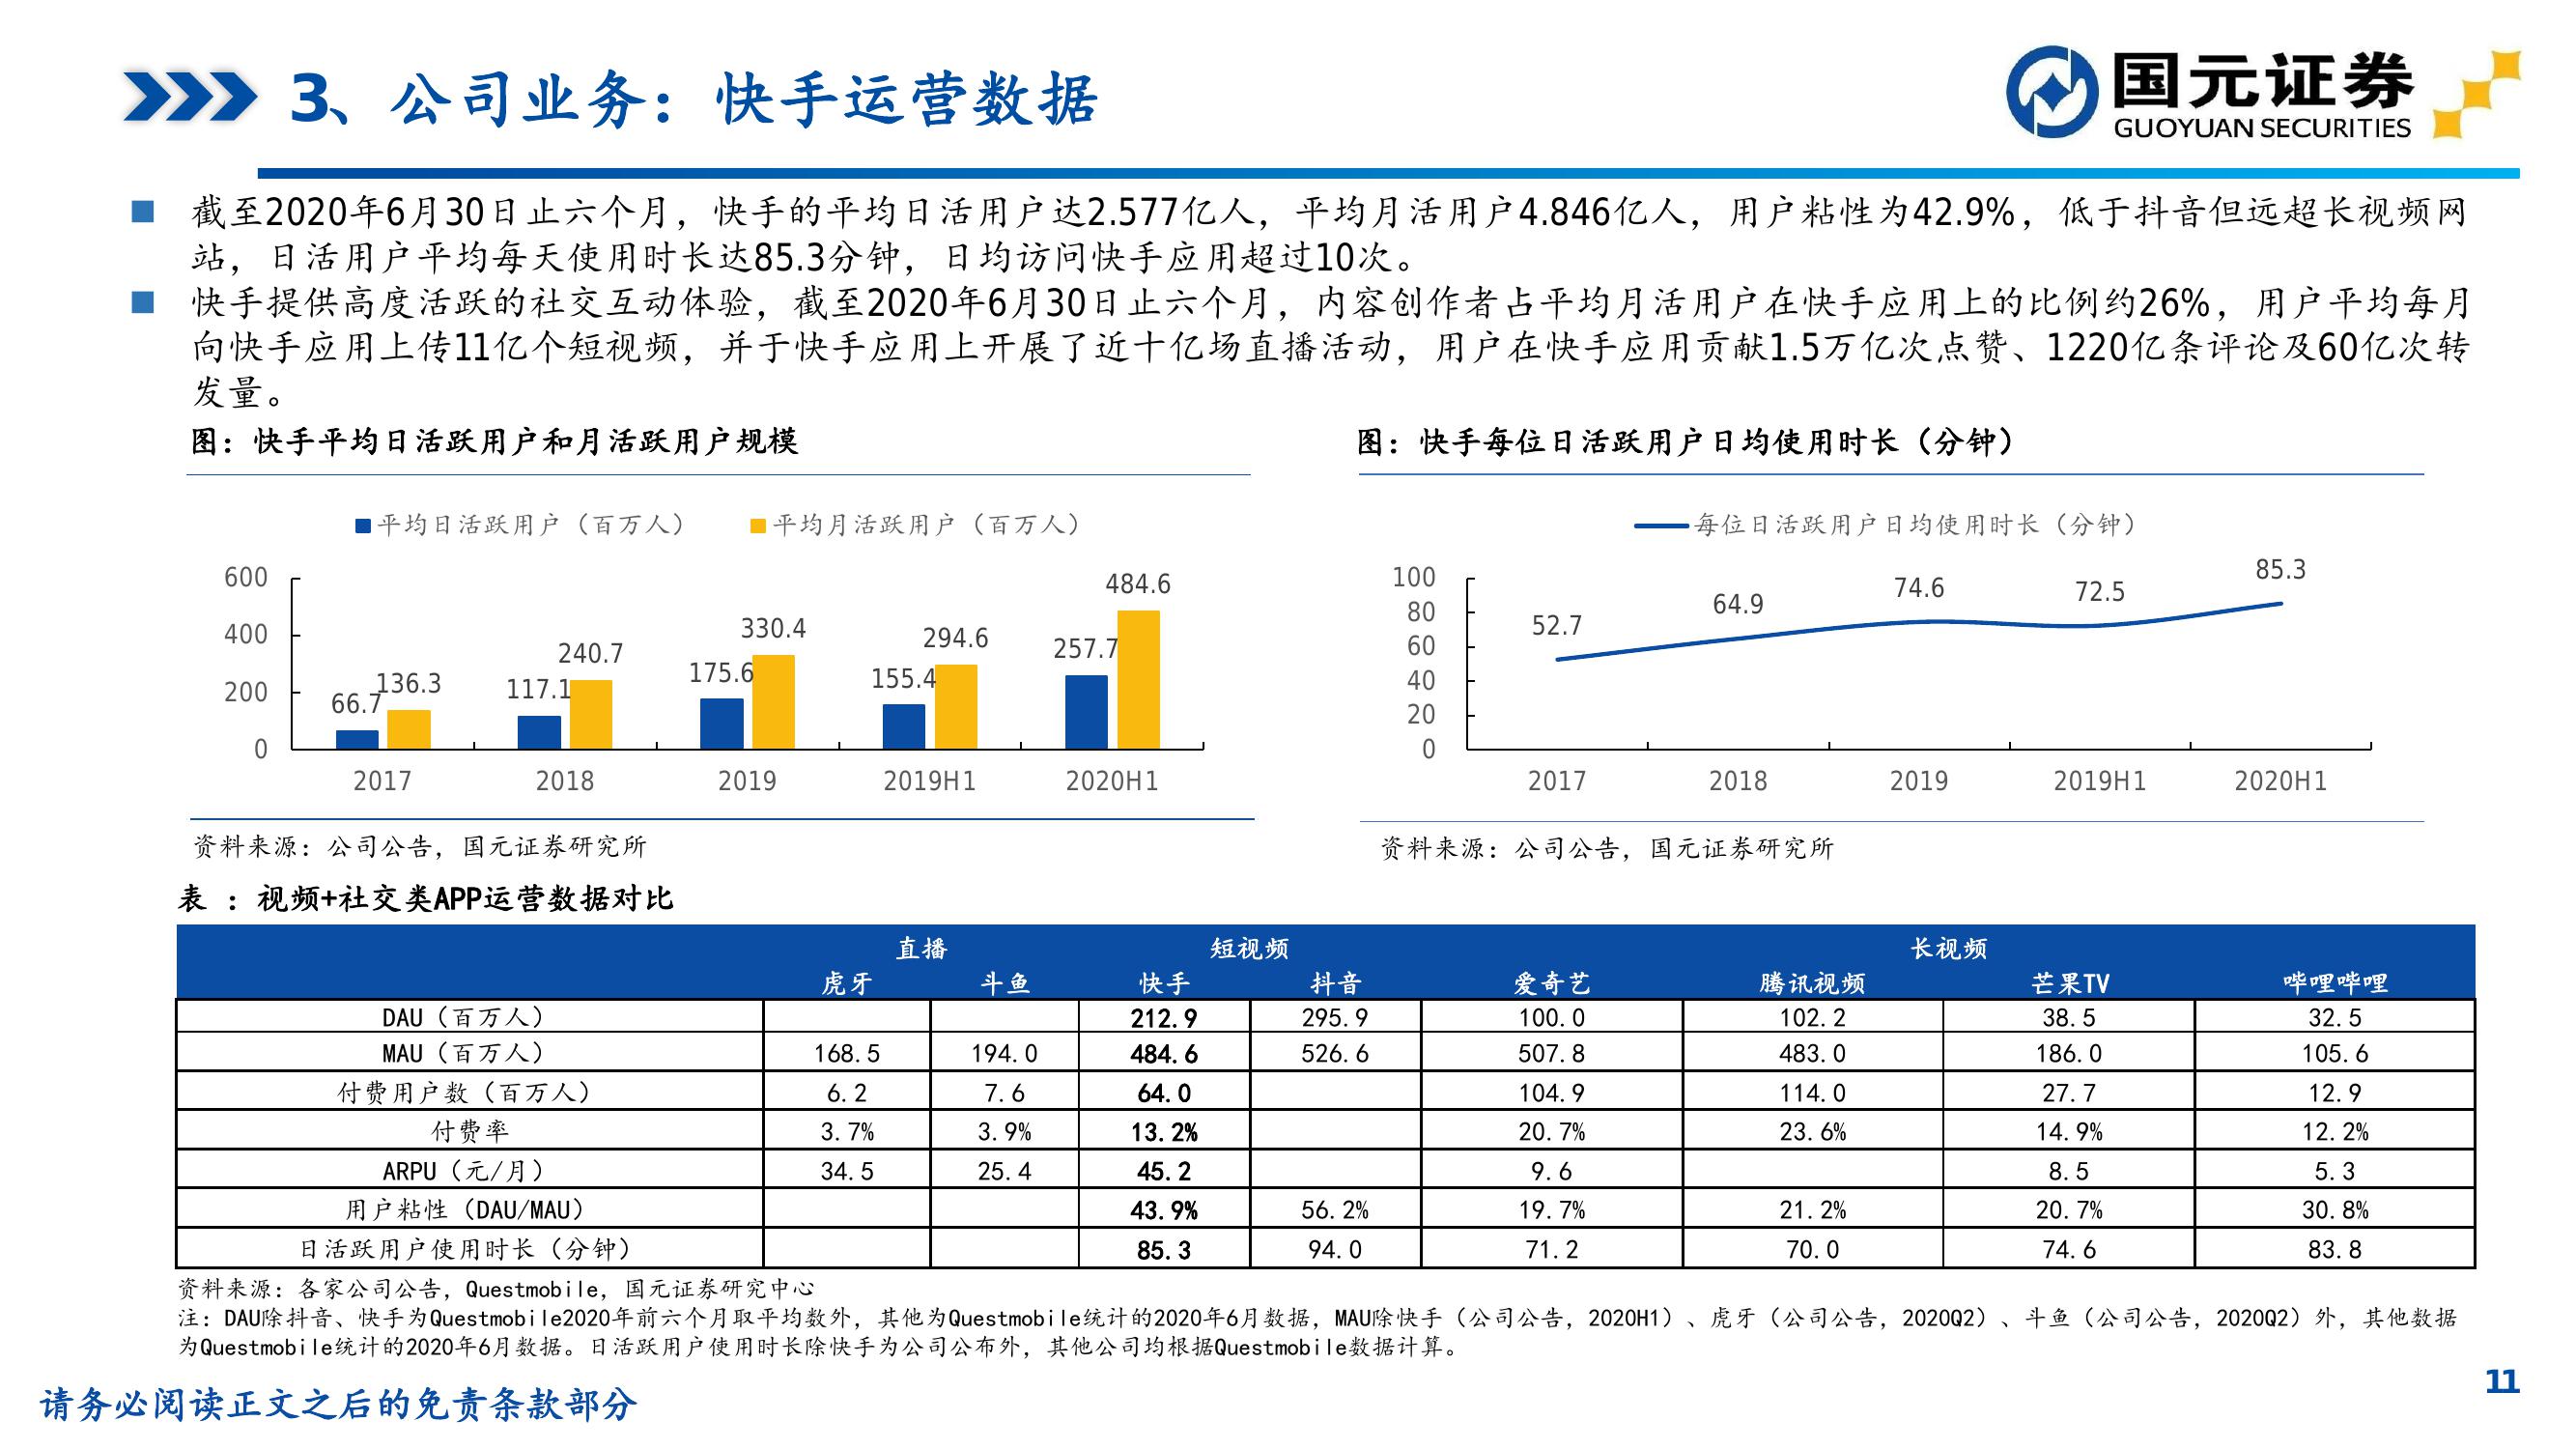 3、公司业务：快手运营数据
国元证券
GUOYUAN SECURITIES
■ 截至2020年6月30日止六个月，快手的平均日活用户达2.577亿人，平均月活用户4.846亿人，用户粘性为42.9%，低于抖音但远超长视频网
站，日活用户平均每天使用时长达85.3分钟，日均访问快手应用超过10次。
■ 快手提供高度活跃的社交互动体验，截至2020年6月30日止六个月，内容创作者占平均月活用户在快手应用上的比例约26%，用户平均每月
向快手应用上传11亿个短视频，并于快手应用上开展了近十亿场直播活动，用户在快手应用贡献1.5万亿次点赞、1220亿条评论及60亿次转
发量。
图：快手平均日活跃用户和月活跃用户规模
平均日活跃用户（百万人） 平均月活跃用户（百万人）
600
400
200
0
66.7 136.3 117.1 240.7 175.6 330.4 155.4 294.6 257.7 484.6
2017 2018 2019 2019H1 2020H1
资料来源：公司公告，国元证券研究所
图：快手每位日活跃用户日均使用时长（分钟）
每位日活跃用户日均使用时长（分钟）
100
80
60
40
20
0
52.7 64.9 74.6 72.5 85.3
2017 2018 2019 2019H1 2020H1
资料来源：公司公告，国元证券研究所
表 ：视频+社交类APP运营数据对比
直播 短视频 长视频
虎牙 斗鱼 快手 抖音 爱奇艺 腾讯视频 芒果TV 哔哩哔哩
DAU（百万人） 212.9 295.9 100.0 102.2 38.5 32.5
MAU（百万人） 168.5 194.0 484.6 526.6 507.8 483.0 186.0 105.6
付费用户数（百万人） 6.2 7.6 64.0 104.9 114.0 27.7 12.9
付费率 3.7% 3.9% 13.2% 20.7% 23.6% 14.9% 12.2%
ARPU（元/月） 34.5 25.4 45.2 9.6 8.5 5.3
用户粘性（DAU/MAU） 43.9% 56.2% 19.7% 21.2% 20.7% 30.8%
日活跃用户使用时长（分钟） 85.3 94.0 71.2 70.0 74.6 83.8
资料来源：各家公司公告，Questmobile，国元证券研究中心
注：DAU除抖音、快手为Questmobile2020年前六个月取平均数外，其他为Questmobile统计的2020年6月数据，MAU除快手（公司公告，2020H1）、虎牙（公司公告，2020Q2）、斗鱼（公司公告，2020Q2）外，其他数据
为Questmobile统计的2020年6月数据。日活跃用户使用时长除快手为公司公布外，其他公司均根据Questmobile数据计算。
请务必阅读正文之后的免责条款部分
11